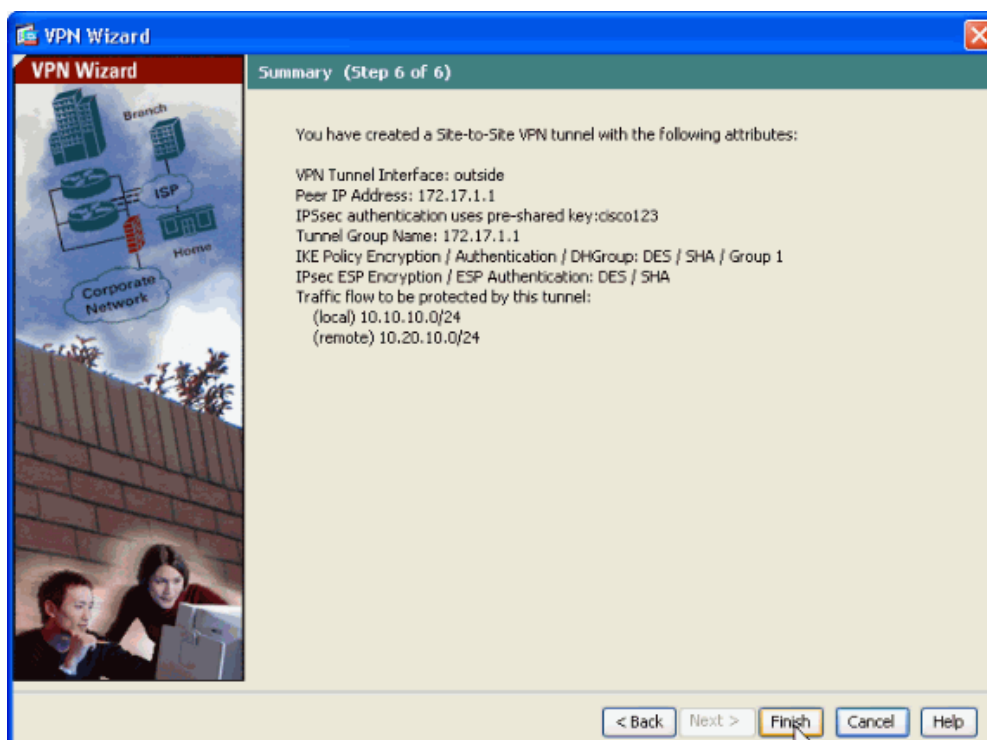 VPN Wizard
VPN Wizard
Summary (Step 6 of 6)
Branch
ISP
Home
Corporate
Network
You have created a Site-to-Site VPN tunnel with the following attributes:
VPN Tunnel Interface: outside
Peer IP Address: 172.17.1.1
IPSsec authentication uses pre-shared key:cisco123
Tunnel Group Name: 172.17.1.1
IKE Policy Encryption / Authentication / DHGroup: DES / SHA / Group 1
IPsec ESP Encryption / ESP Authentication: DES / SHA
Traffic flow to be protected by this tunnel:
(local) 10.10.10.0/24
(remote) 10.20.10.0/24
< Back Next > Finish Cancel Help